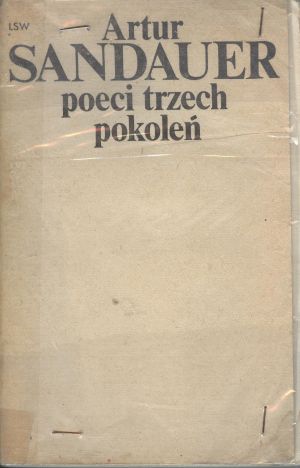 LSW
Artur
SANDAUER
poeci trzech
pokoleń